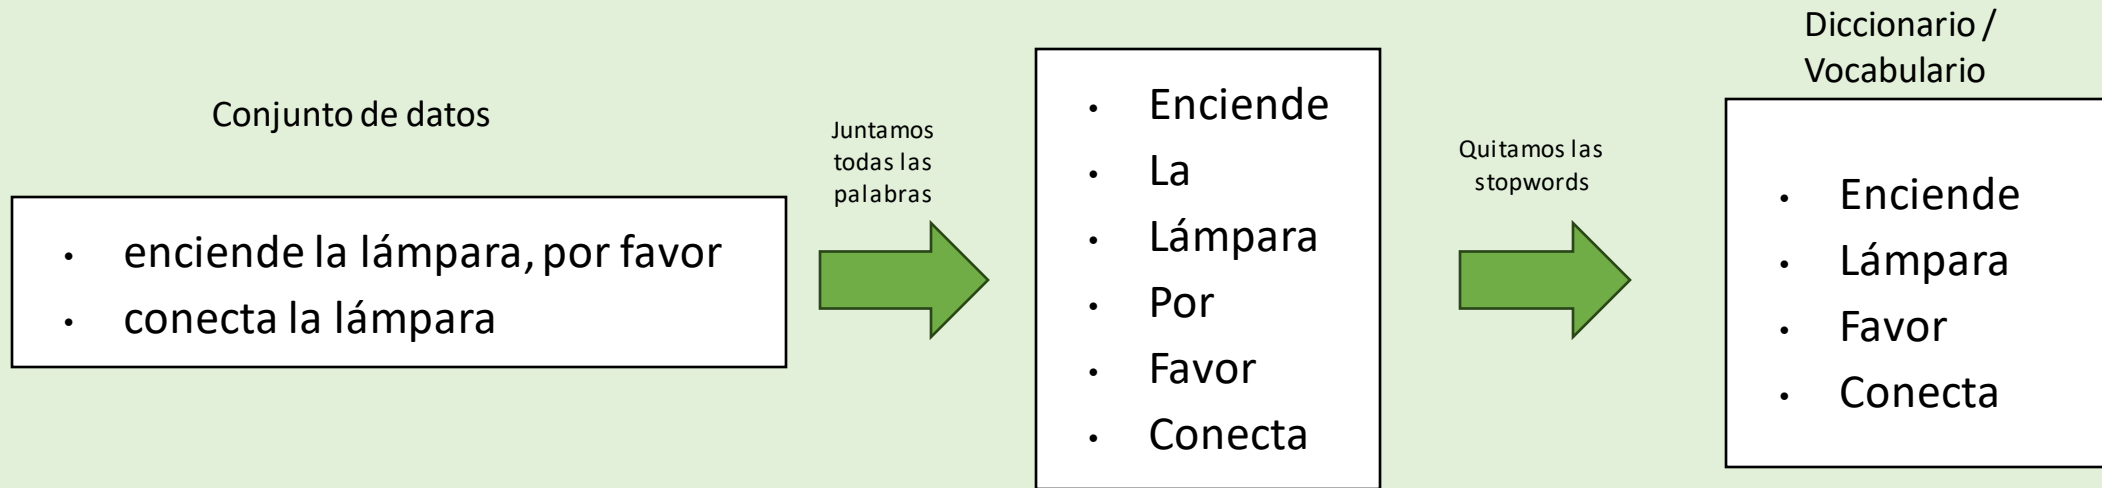 Conjunto de datos
• enciende la lámpara, por favor
• conecta la lámpara
Juntamos
todas las
palabras
• Enciende
• La
• Lámpara
• Por
• Favor
• Conecta
Quitamos las
stopwords
Diccionario /
Vocabulario
• Enciende
• Lámpara
• Favor
• Conecta